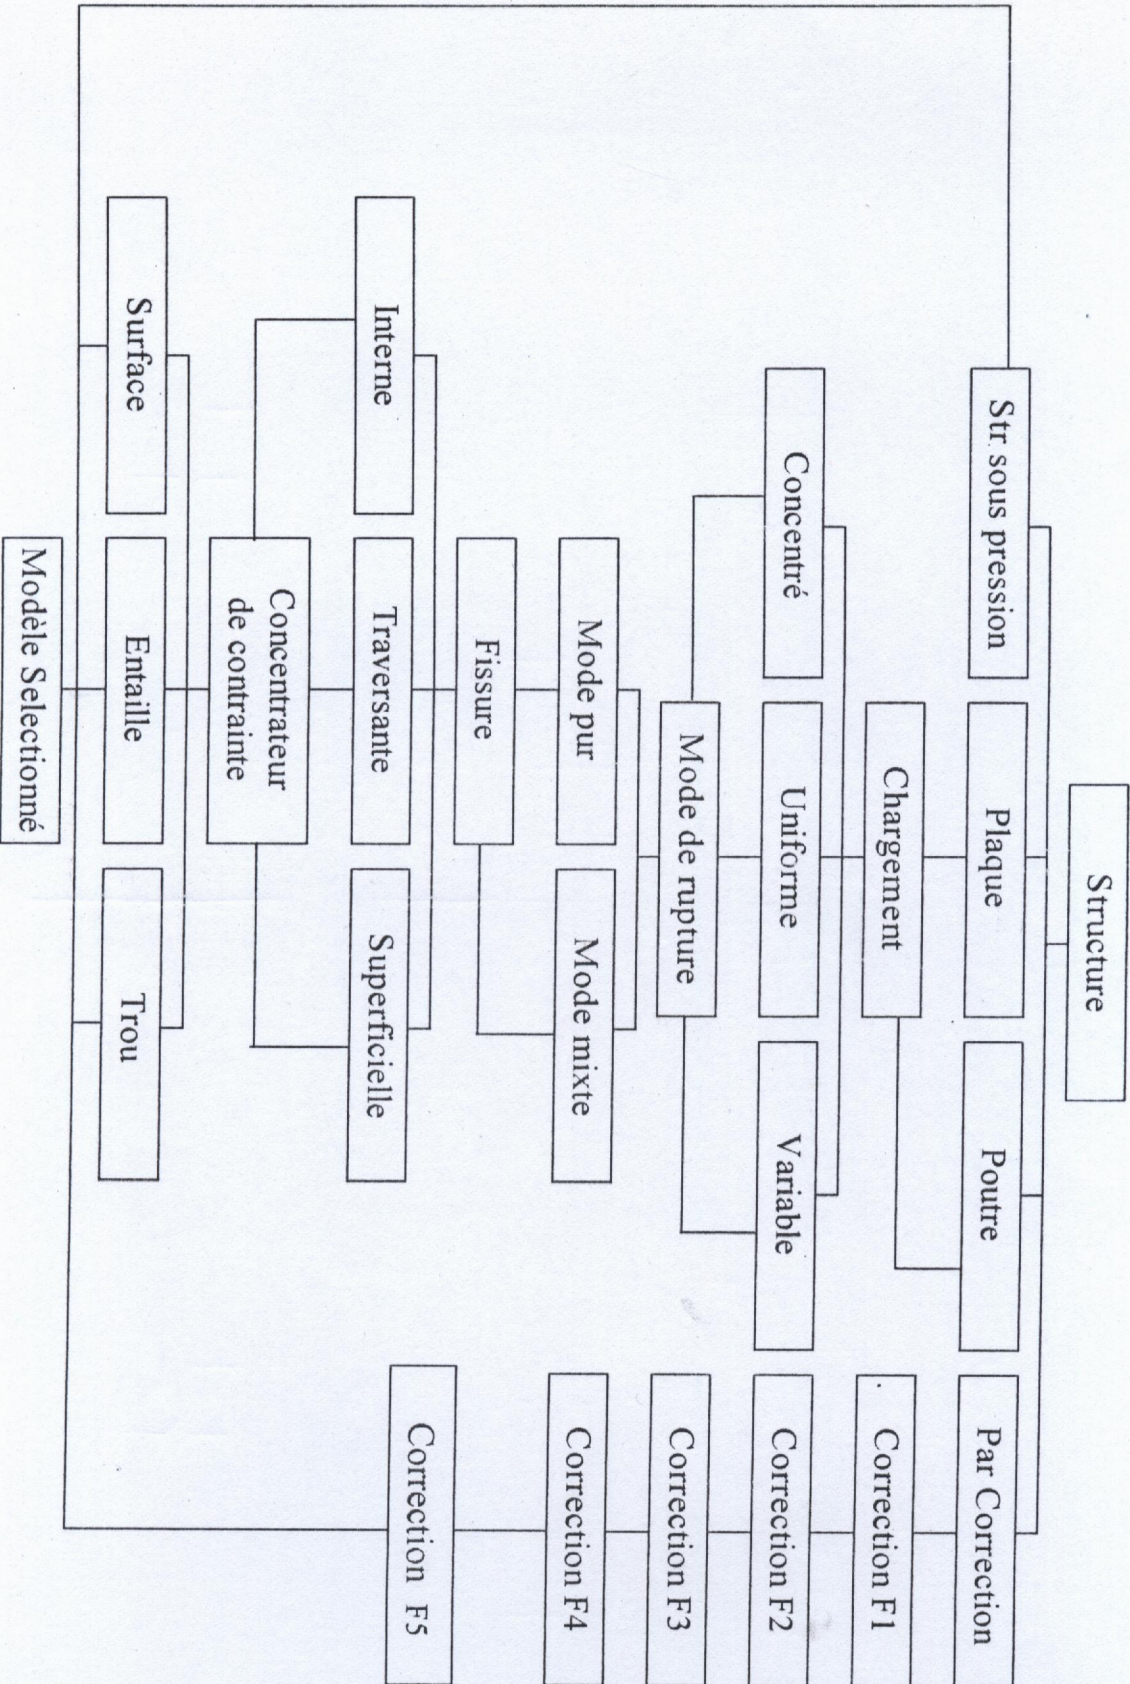 Structure
Str. sous pression
Plaque
Poutre
Par Correction
Chargement
Correction F1
Concentré
Uniforme
Variable
Correction F2
Mode de rupture
Correction F3
Mode pur
Mode mixte
Correction F4
Fissure
Interne
Traversante
Superficielle
Correction F5
Concentrateur
de contrainte
Surface
Entaille
Trou
Modèle Selectionné